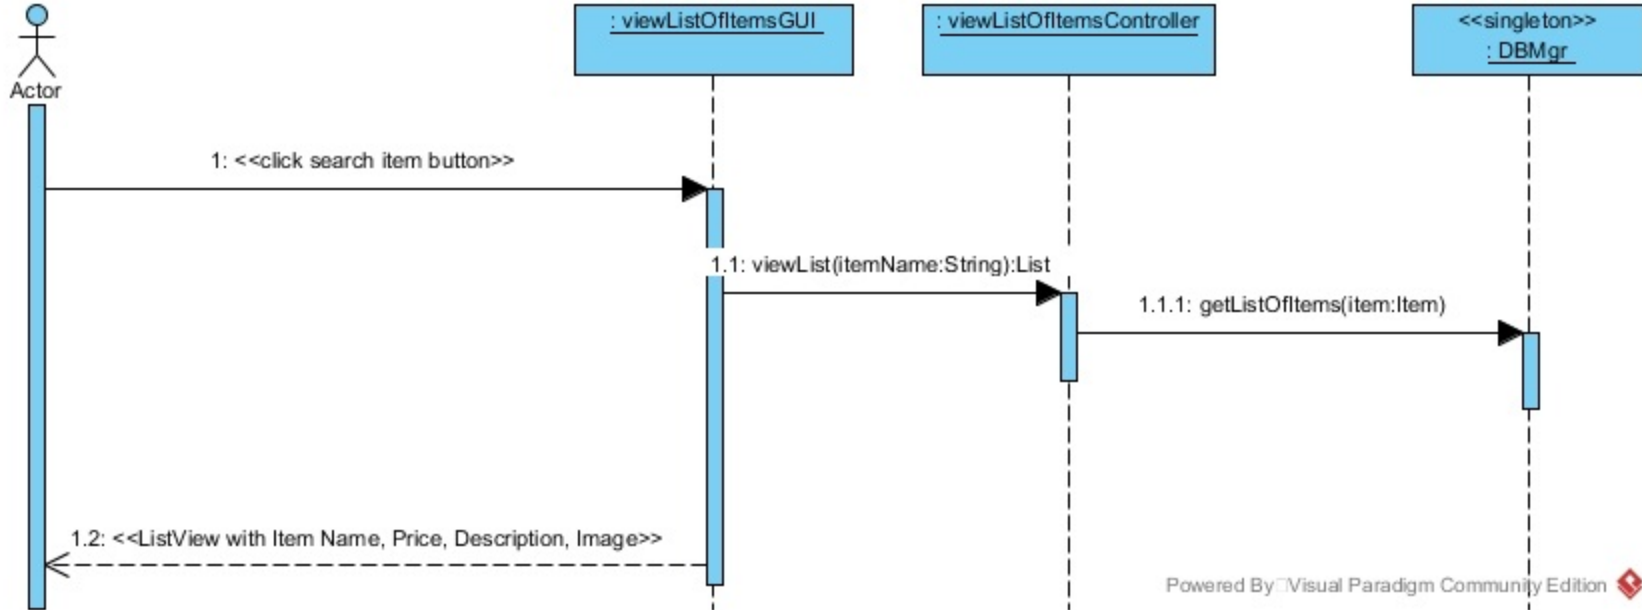 : viewListOfItemsGUI
: viewListOfItemsController
<<singleton>>
: DBMgr
Actor
1: <<click search item button>>
1.1: viewList(itemName:String):List
1.1.1: getListOfItems(item:Item)
1.2: <<ListView with Item Name, Price, Description, Image>>
Powered By Visual Paradigm Community Edition